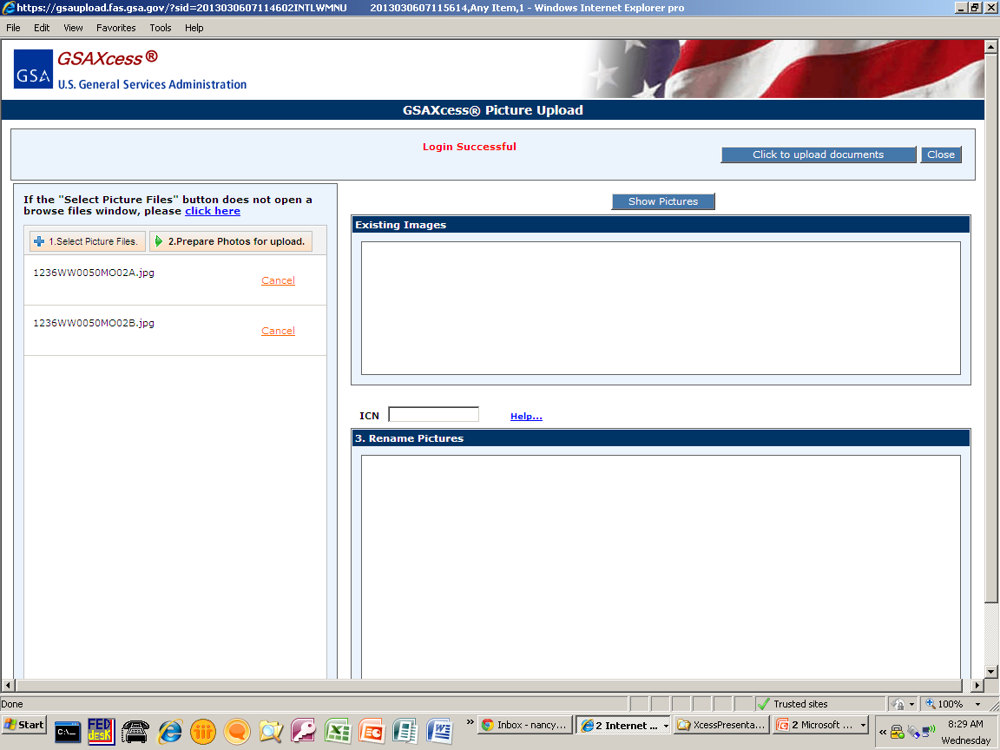 https://gsaupload.fas.gsa.gov/?sid=2013030607114602INTLWMNU 2013030607115614,Any Item,1 - Windows Internet Explorer pro
File Edit View Favorites Tools Help
GSA
GSAXcess ®
U.S. General Services Administration
GSAXcess® Picture Upload
Login Successful
Click to upload documents
Close
If the "Select Picture Files" button does not open a
browse files window, please click here
1.Select Picture Files.
2.Prepare Photos for upload.
1236WW0050MO02A.jpg
Cancel
1236WW0050MO02B.jpg
Cancel
Show Pictures
Existing Images
ICN
Help...
3. Rename Pictures
Done
Trusted sites
100%
Start
C:\_
FED
desK
Inbox - nancy...
2 Internet ...
XcessPresenta...
2 Microsoft ...
8:29 AM
Wednesday